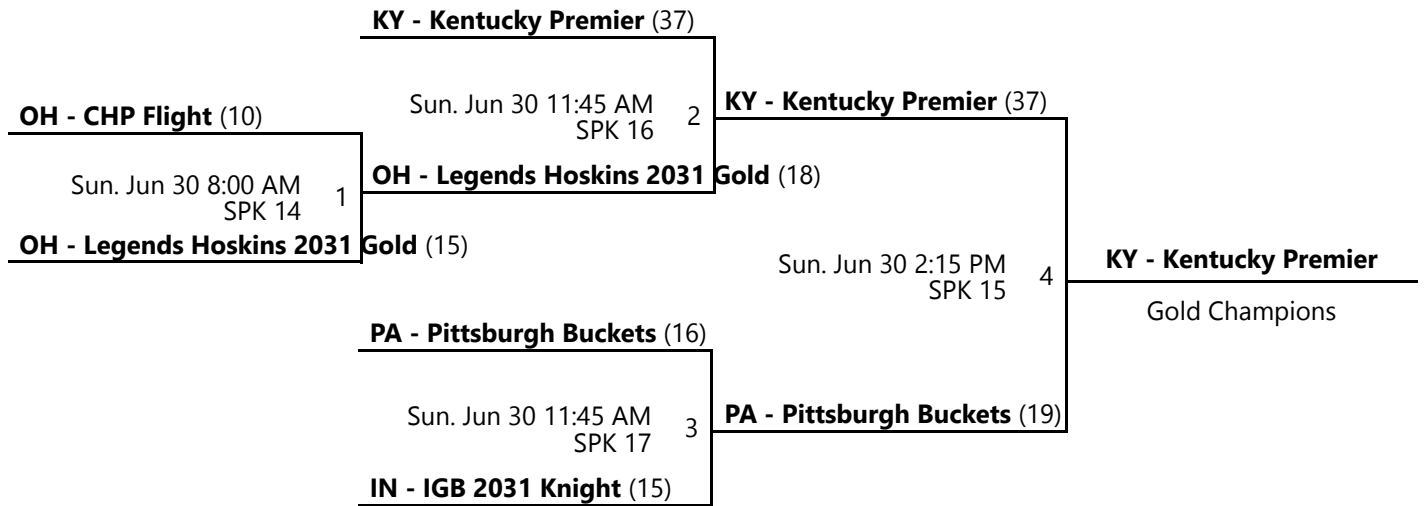 KY - Kentucky Premier (37)
OH - CHP Flight (10)
Sun. Jun 30 11:45 AM
SPK 16
2
KY - Kentucky Premier (37)
Sun. Jun 30 8:00 AM
SPK 14
1
OH - Legends Hoskins 2031 Gold (18)
OH - Legends Hoskins 2031 Gold (15)
Sun. Jun 30 2:15 PM
SPK 15
4
KY - Kentucky Premier
Gold Champions
PA - Pittsburgh Buckets (16)
Sun. Jun 30 11:45 AM
SPK 17
3
PA - Pittsburgh Buckets (19)
IN - IGB 2031 Knight (15)